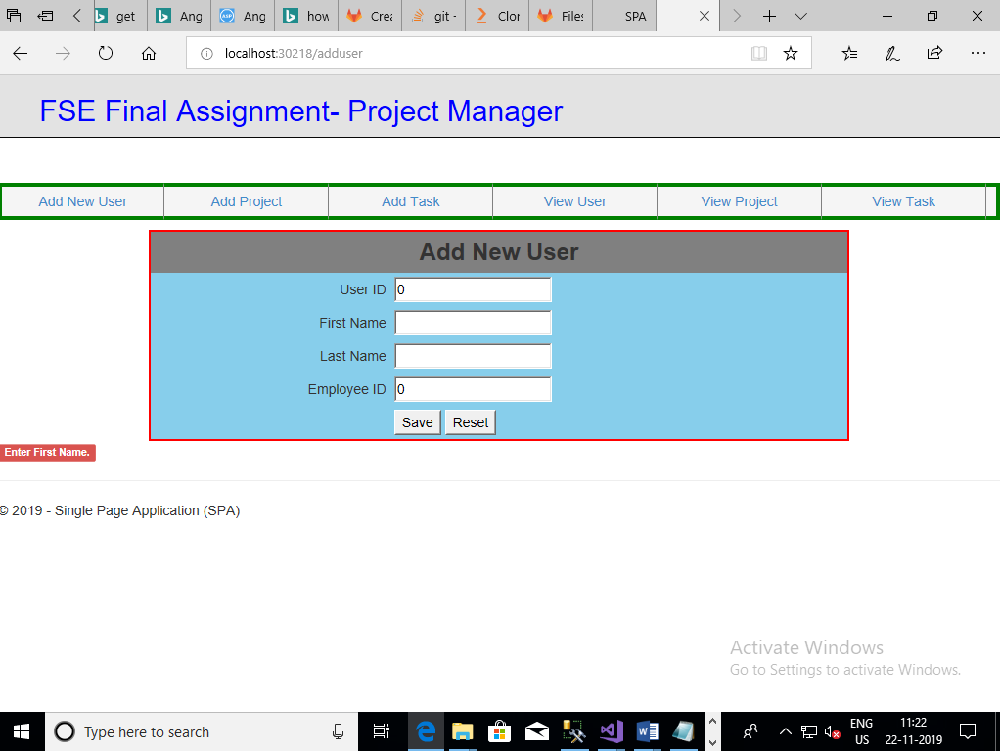 get
Ang
Ang
how
Crea
git -
Clon
Files
SPA
localhost:30218/adduser
FSE Final Assignment- Project Manager
Add New User
Add Project
Add Task
View User
View Project
View Task
Add New User
User ID 0
First Name
Last Name
Employee ID 0
Save Reset
Enter First Name.
© 2019 - Single Page Application (SPA)
Activate Windows
Go to Settings to activate Windows.
Type here to search
ENG
US
11:22
22-11-2019